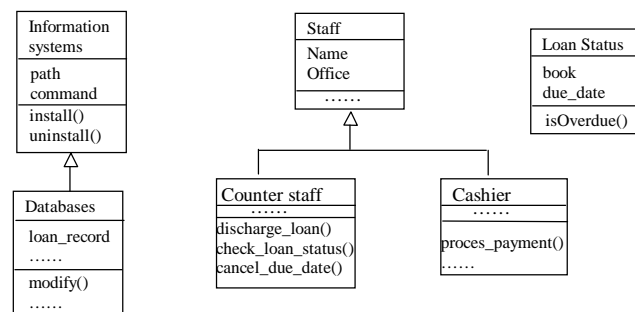 Information
systems
path
command
install()
uninstall()
Databases
loan_record
……
modify()
……
Staff
Name
Office
……
Counter staff
……
discharge_loan()
check_loan_status()
cancel_due_date()
Cashier
……
proces_payment()
……
Loan Status
book
due_date
isOverdue()